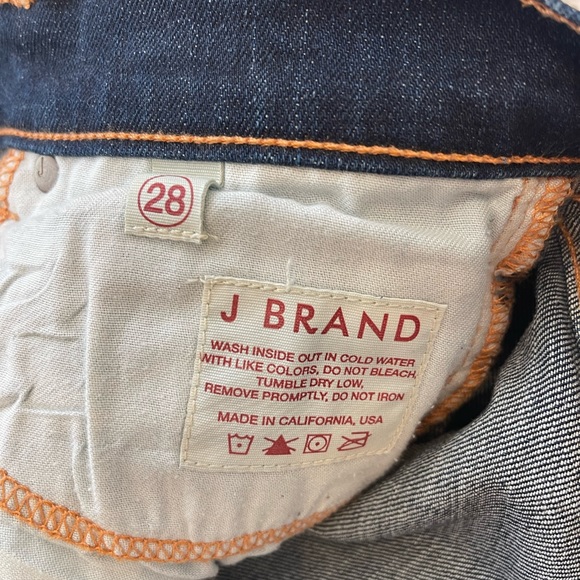 28
J BRAND
WASH INSIDE OUT IN COLD WATER
WITH LIKE COLORS, DO NOT BLEACH,
TUMBLE DRY LOW,
REMOVE PROMPTLY, DO NOT IRON
MADE IN CALIFORNIA, USA